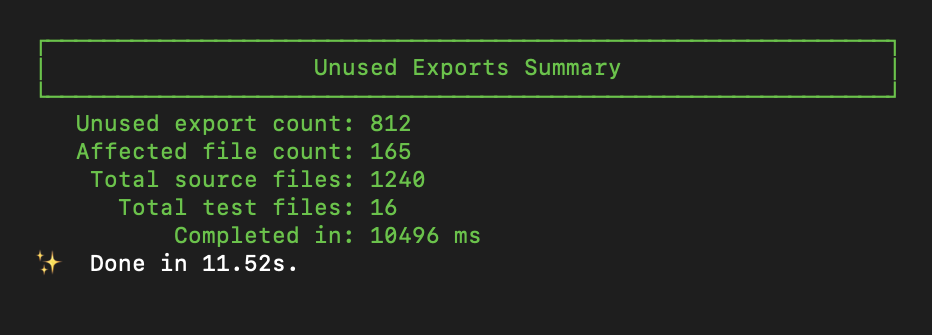 Unused Exports Summary
Unused export count: 812
Affected file count: 165
Total source files: 1240
Total test files: 16
Completed in: 10496 ms
✨ Done in 11.52s.